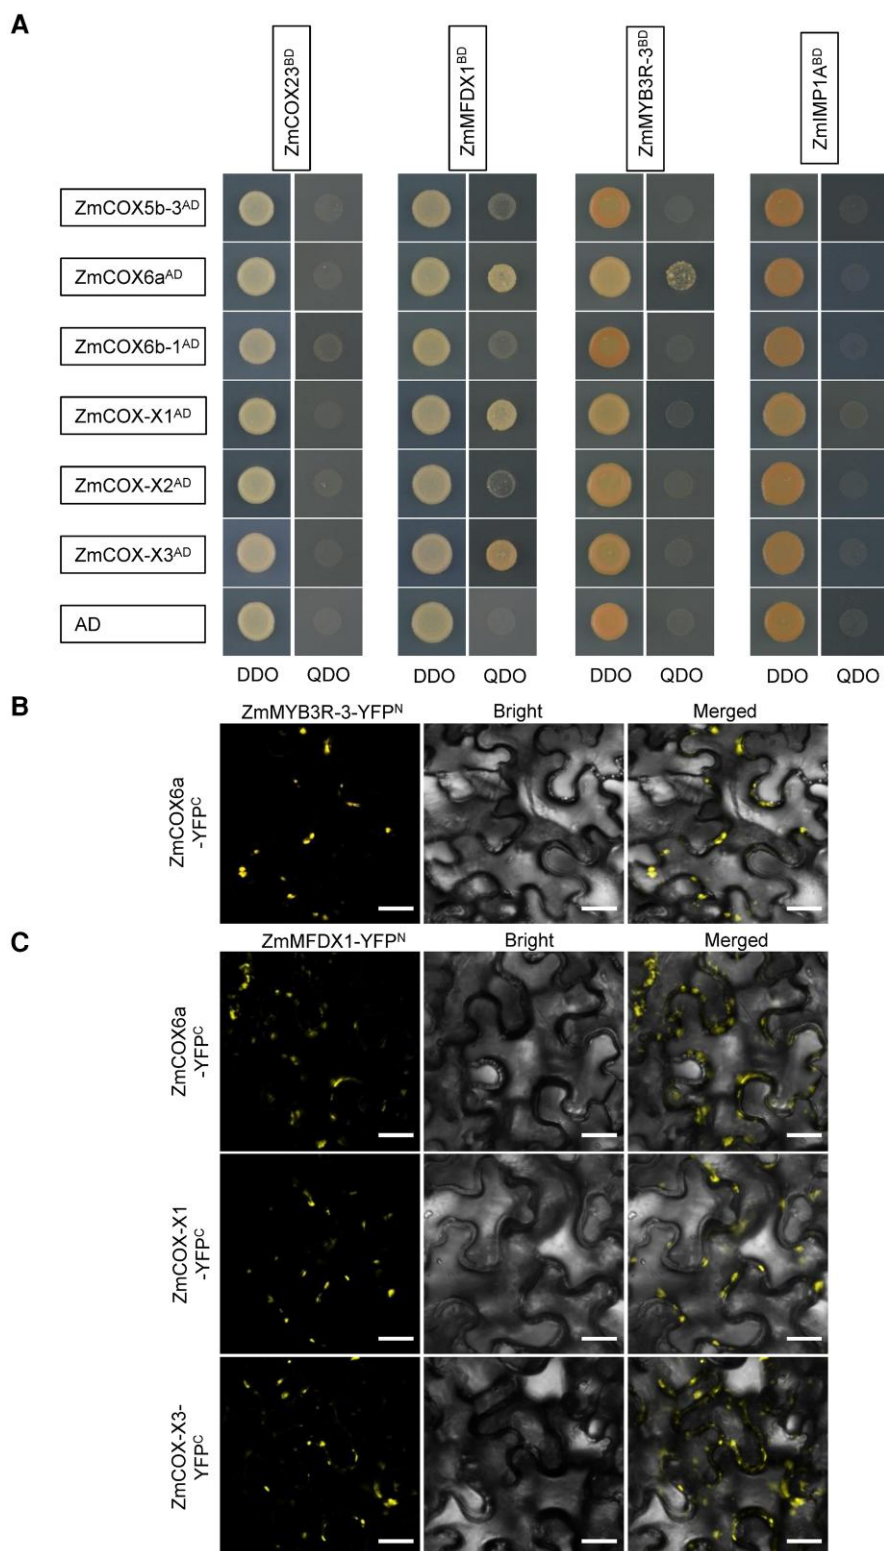 A
ZmCOX23ᴮᴰ
ZmMFDX1ᴮᴰ
ZmMYB3R-3ᴮᴰ
ZmIMP1Aᴮᴰ
ZmCOX5b-3ᴬᴰ
ZmCOX6aᴬᴰ
ZmCOX6b-1ᴬᴰ
ZmCOX-X1ᴬᴰ
ZmCOX-X2ᴬᴰ
ZmCOX-X3ᴬᴰ
AD
DDO QDO DDO QDO DDO QDO DDO QDO
B
ZmMYB3R-3-YFPᴺ Bright Merged
ZmCOX6a
-YFPᶜ
C
ZmMFDX1-YFPᴺ Bright Merged
ZmCOX6a
-YFPᶜ
ZmCOX-X1
-YFPᶜ
ZmCOX-X3-
YFPᶜ